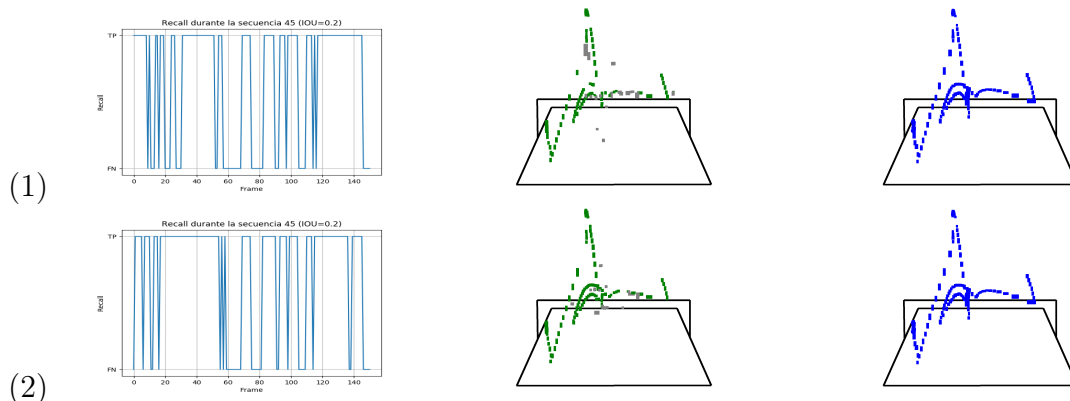 Recall durante la secuencia 45 (IOU=0.2)
TP
Recall
FN
0 20 40 60 80 100 120 140
Frame
(1)
Recall durante la secuencia 45 (IOU=0.2)
TP
Recall
FN
0 20 40 60 80 100 120 140
Frame
(2)